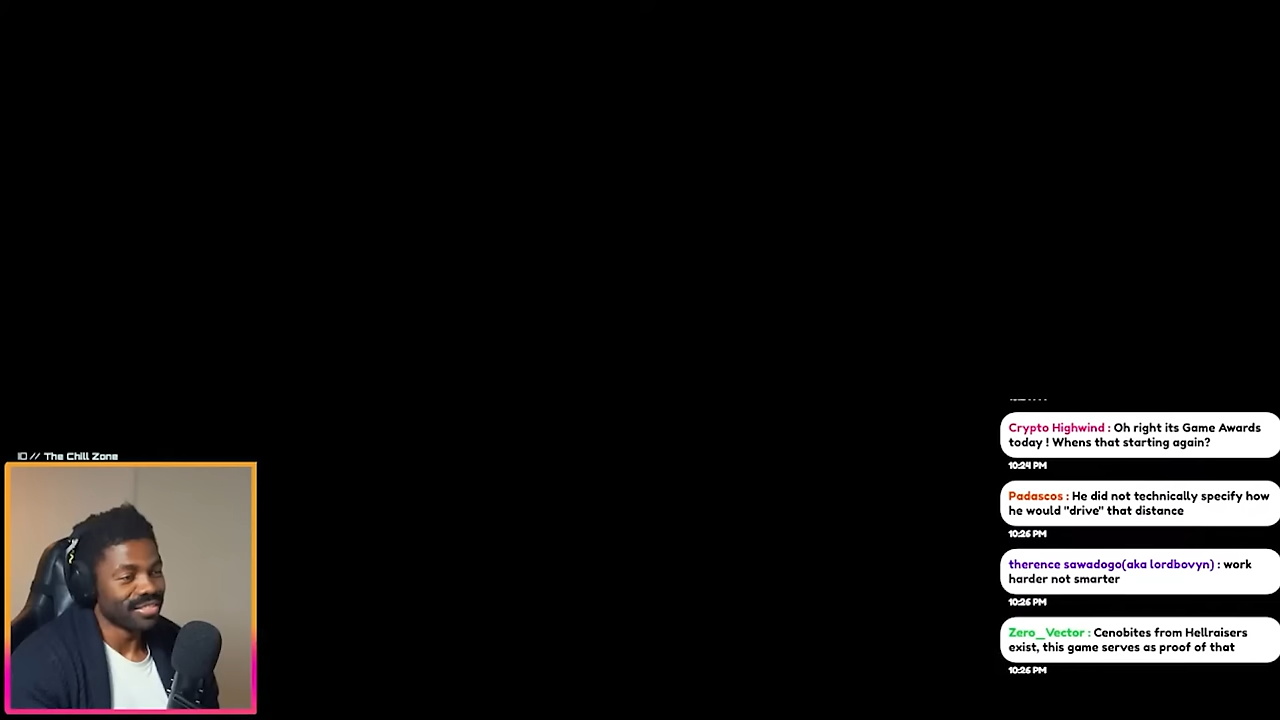 // The Chill Zone
Crypto Highwind : Oh right its Game Awards
today ! Whens that starting again?
10:24 PM
Padascos : He did not technically specify how
he would "drive" that distance
10:26 PM
therence sawadogo(aka lordbovyn) : work
harder not smarter
10:26 PM
Zero_Vector : Cenobites from Hellraisers
exist, this game serves as proof of that
10:26 PM